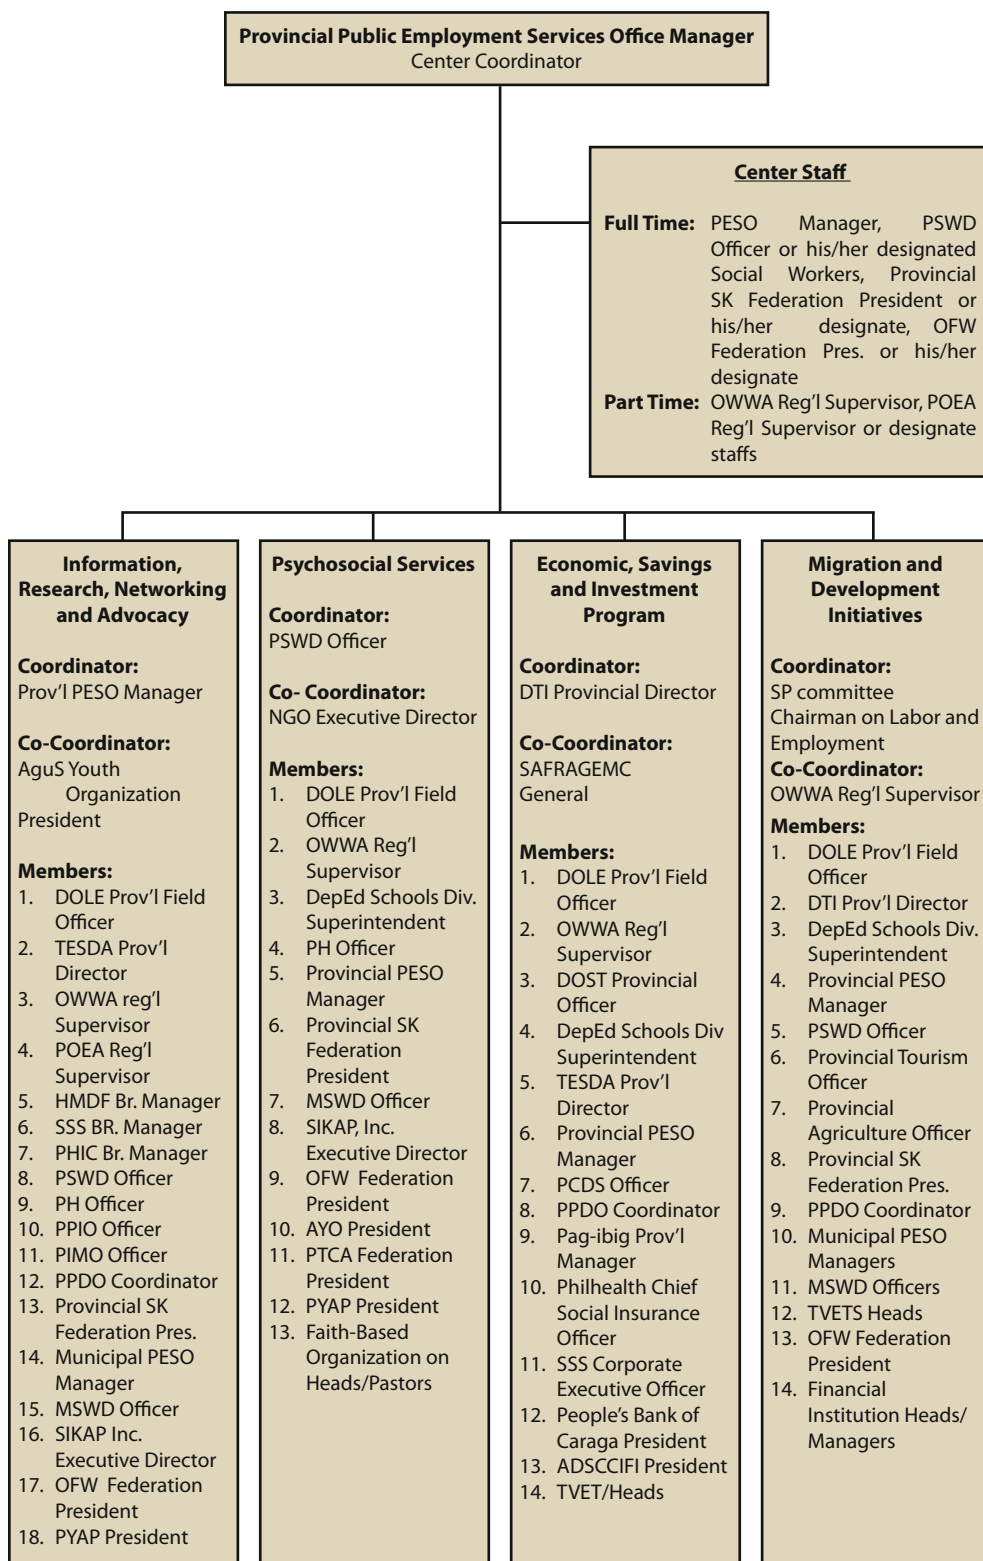 Provincial Public Employment Services Office Manager
Center Coordinator
Center Staff
Full Time: PESO Manager, PSWD
Officer or his/her designated
Social Workers, Provincial
SK Federation President or
his/her designate, OFW
Federation Pres. or his/her
designate
Part Time: OWWA Reg'l Supervisor, POEA
Reg'l Supervisor or designate
staffs
Information,
Research, Networking
and Advocacy
Coordinator:
Prov'l PESO Manager
Co-Coordinator:
AguS Youth
Organization
President
Members:
1. DOLE Prov'l Field
Officer
2. TESDA Prov'l
Director
3. OWWA reg'l
Supervisor
4. POEA Reg'l
Supervisor
5. HMDF Br. Manager
6. SSS BR. Manager
7. PHIC Br. Manager
8. PSWD Officer
9. PH Officer
10. PPIO Officer
11. PIMO Officer
12. PPDO Coordinator
13. Provincial SK
Federation Pres.
14. Municipal PESO
Manager
15. MSWD Officer
16. SIKAP Inc.
Executive Director
17. OFW Federation
President
18. PYAP President
Psychosocial Services
Coordinator:
PSWD Officer
Co- Coordinator:
NGO Executive Director
Members:
1. DOLE Prov'l Field
Officer
2. OWWA Reg'l
Supervisor
3. DepEd Schools Div.
Superintendent
4. PH Officer
5. Provincial PESO
Manager
6. Provincial SK
Federation
President
7. MSWD Officer
8. SIKAP, Inc.
Executive Director
9. OFW Federation
President
10. AYO President
11. PTCA Federation
President
12. PYAP President
13. Faith-Based
Organization on
Heads/Pastors
Economic, Savings
and Investment
Program
Coordinator:
DTI Provincial Director
Co-Coordinator:
SAFRAGEMC
General
Members:
1. DOLE Prov'l Field
Officer
2. OWWA Reg'l
Supervisor
3. DOST Provincial
Officer
4. DepEd Schools Div
Superintendent
5. TESDA Prov'l
Director
6. Provincial PESO
Manager
7. PCDS Officer
8. PPDO Coordinator
9. Pag-ibig Prov'l
Manager
10. Philhealth Chief
Social Insurance
Officer
11. SSS Corporate
Executive Officer
12. People's Bank of
Caraga President
13. ADSCCIFI President
14. TVET/Heads
Migration and
Development
Initiatives
Coordinator:
SP committee
Chairman on Labor and
Employment
Co-Coordinator:
OWWA Reg'l Supervisor
Members:
1. DOLE Prov'l Field
Officer
2. DTI Prov'l Director
3. DepEd Schools Div.
Superintendent
4. Provincial PESO
Manager
5. PSWD Officer
6. Provincial Tourism
Officer
7. Provincial
Agriculture Officer
8. Provincial SK
Federation Pres.
9. PPDO Coordinator
10. Municipal PESO
Managers
11. MSWD Officers
12. TVETS Heads
13. OFW Federation
President
14. Financial
Institution Heads/
Managers